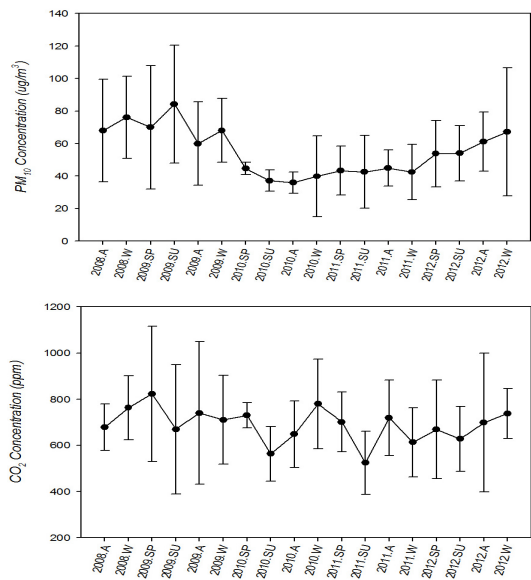 PM10 Concentration (ug/m3)
140
120
100
80
60
40
20
0
2008.A
2008.W
2009.SP
2009.SU
2009.A
2009.W
2010.SP
2010.SU
2010.A
2010.W
2011.SP
2011.SU
2011.A
2011.W
2012.SP
2012.SU
2012.A
2012.W
CO2 Concentration (ppm)
1200
1000
800
600
400
200
2008.A
2008.W
2009.SP
2009.SU
2009.A
2009.W
2010.SP
2010.SU
2010.A
2010.W
2011.SP
2011.SU
2011.A
2011.W
2012.SP
2012.SU
2012.A
2012.W